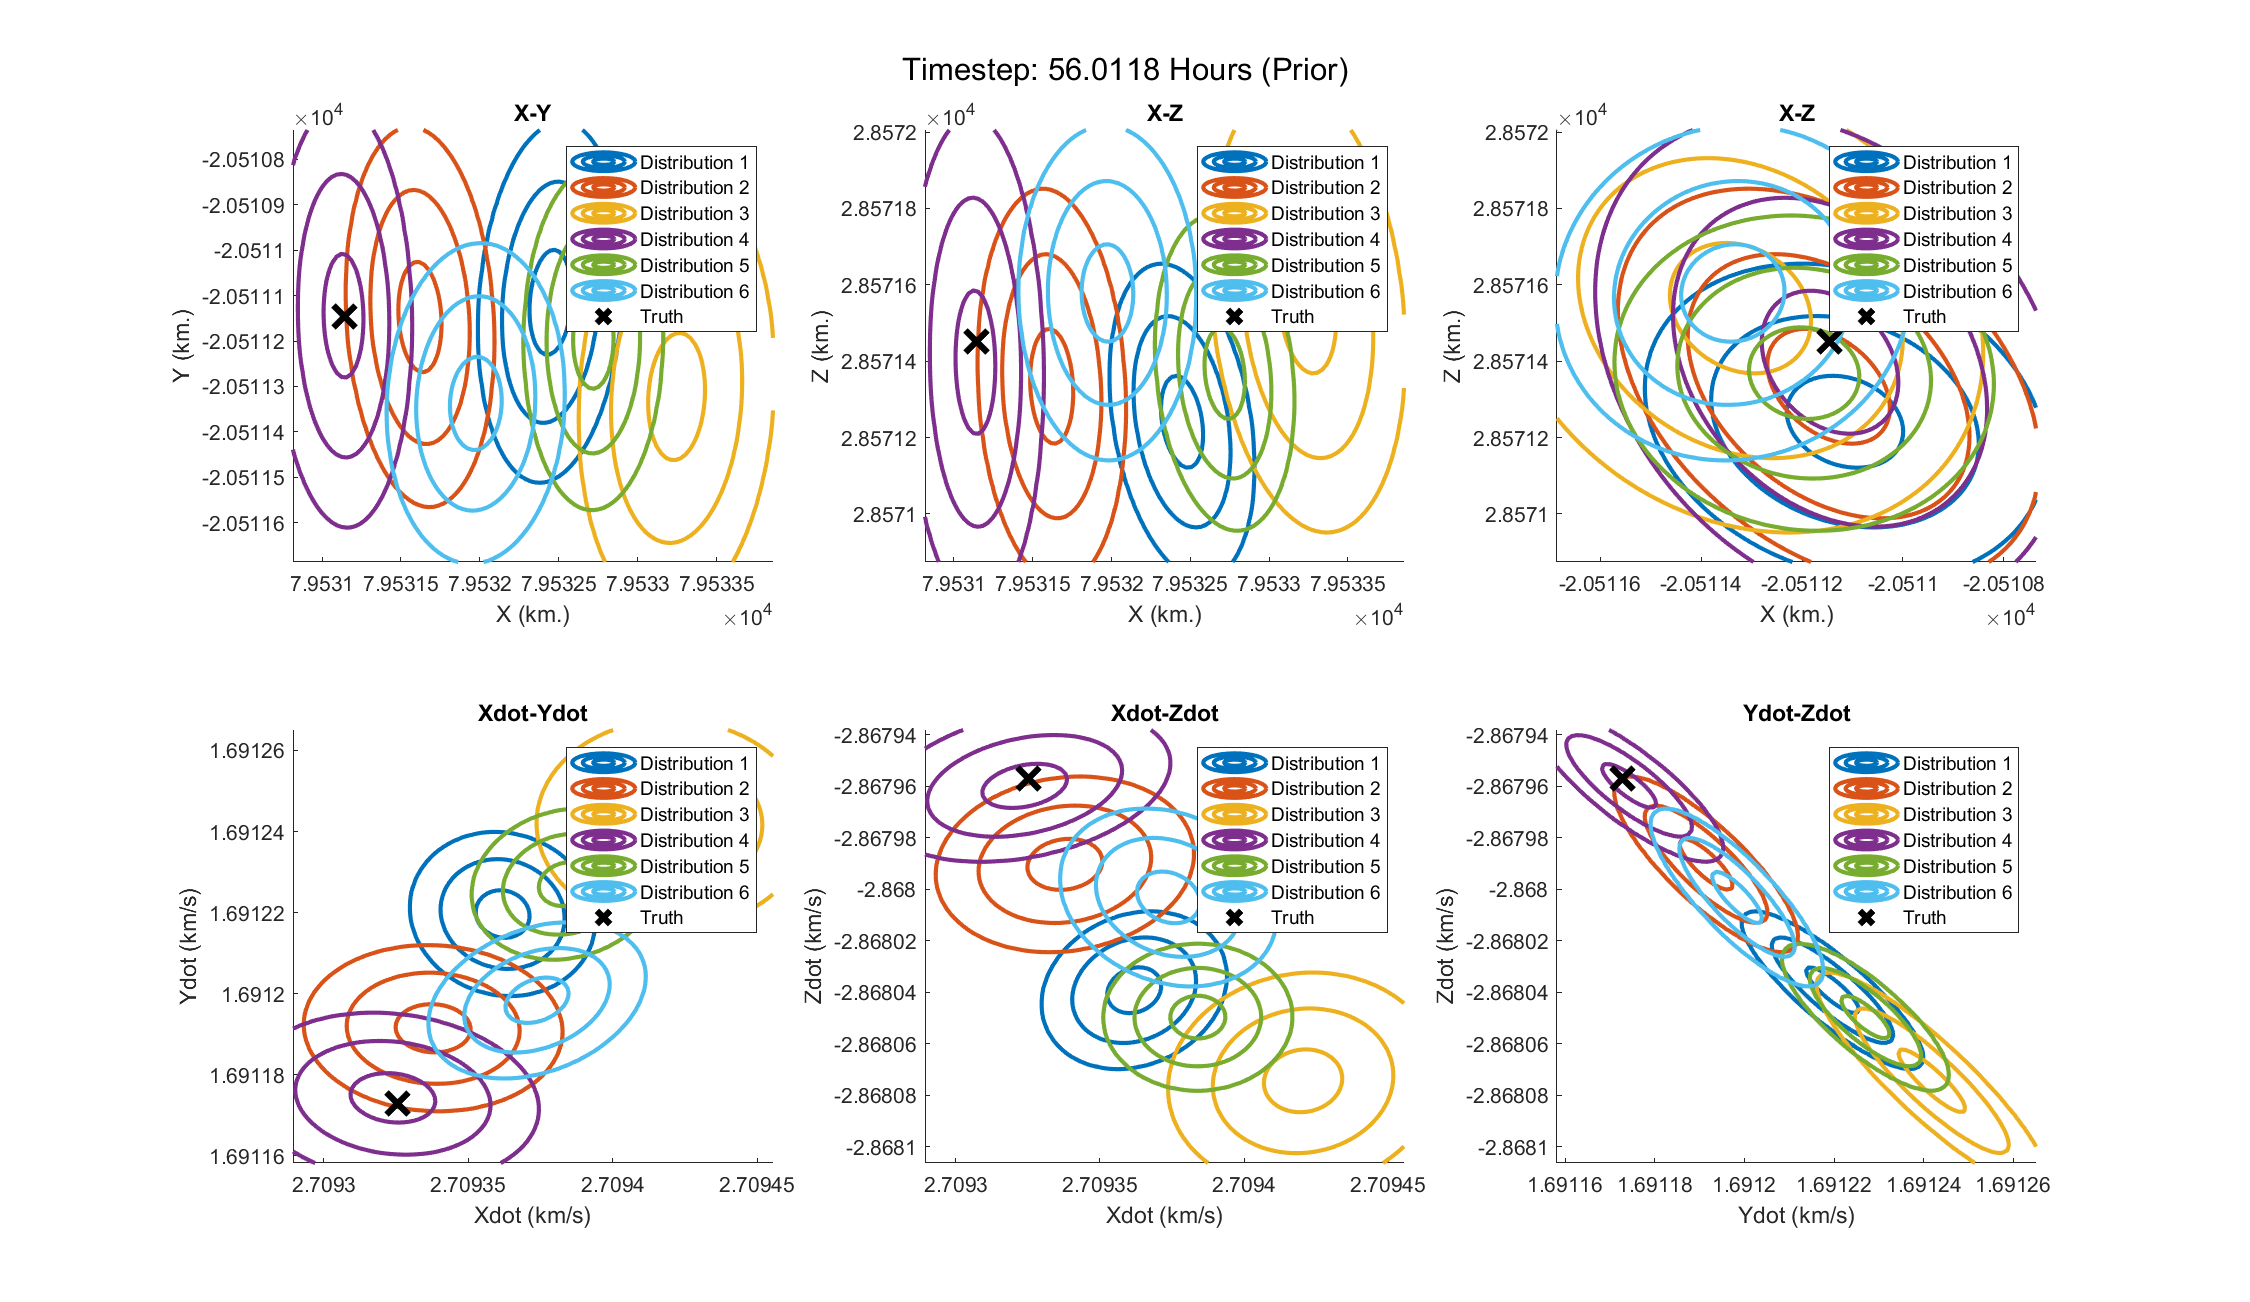 Timestep: 56.0118 Hours (Prior)
X-Y
×10^4
-2.05108
-2.05109
-2.0511
-2.05111
-2.05112
-2.05113
-2.05114
-2.05115
-2.05116
Y (km.)
7.9531 7.95315 7.9532 7.95325 7.9533 7.95335
X (km.)
×10^4
Distribution 1
Distribution 2
Distribution 3
Distribution 4
Distribution 5
Distribution 6
Truth
X-Z
×10^4
2.8572
2.85718
2.85716
2.85714
2.85712
2.8571
Z (km.)
7.9531 7.95315 7.9532 7.95325 7.9533 7.95335
X (km.)
×10^4
Distribution 1
Distribution 2
Distribution 3
Distribution 4
Distribution 5
Distribution 6
Truth
X-Z
×10^4
2.8572
2.85718
2.85716
2.85714
2.85712
2.8571
Z (km.)
-2.05116 -2.05114 -2.05112 -2.0511 -2.05108
X (km.)
×10^4
Distribution 1
Distribution 2
Distribution 3
Distribution 4
Distribution 5
Distribution 6
Truth
Xdot-Ydot
1.691126
1.691124
1.691122
1.69112
1.691118
1.691116
Ydot (km/s)
2.7093 2.70935 2.7094 2.70945
Xdot (km/s)
Distribution 1
Distribution 2
Distribution 3
Distribution 4
Distribution 5
Distribution 6
Truth
Xdot-Zdot
-2.86794
-2.86796
-2.86798
-2.868
-2.86802
-2.86804
-2.86806
-2.86808
-2.8681
Zdot (km/s)
2.7093 2.70935 2.7094 2.70945
Xdot (km/s)
Distribution 1
Distribution 2
Distribution 3
Distribution 4
Distribution 5
Distribution 6
Truth
Ydot-Zdot
-2.86794
-2.86796
-2.86798
-2.868
-2.86802
-2.86804
-2.86806
-2.86808
-2.8681
Zdot (km/s)
1.691116 1.691118 1.69112 1.691122 1.691124 1.691126
Ydot (km/s)
Distribution 1
Distribution 2
Distribution 3
Distribution 4
Distribution 5
Distribution 6
Truth